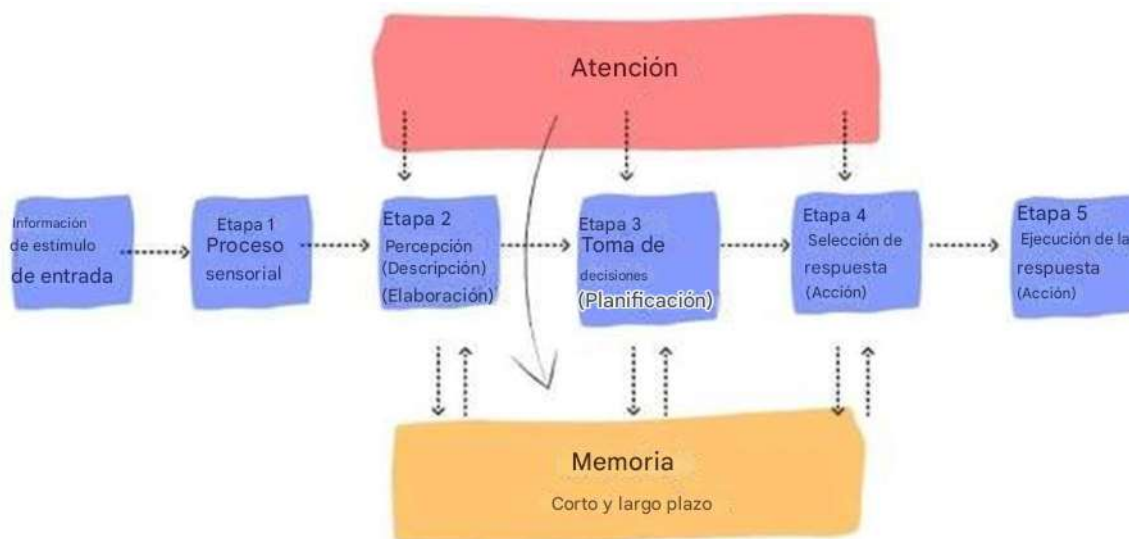 Atención
Información
de estímulo
de entrada
Etapa 1
Proceso
sensorial
Etapa 2
Percepción
(Descripción)
(Elaboración)
Etapa 3
Toma de
decisiones
(Planificación)
Etapa 4
Selección de
respuesta
(Acción)
Etapa 5
Ejecución de la
respuesta
(Acción)
Memoria
Corto y largo plazo